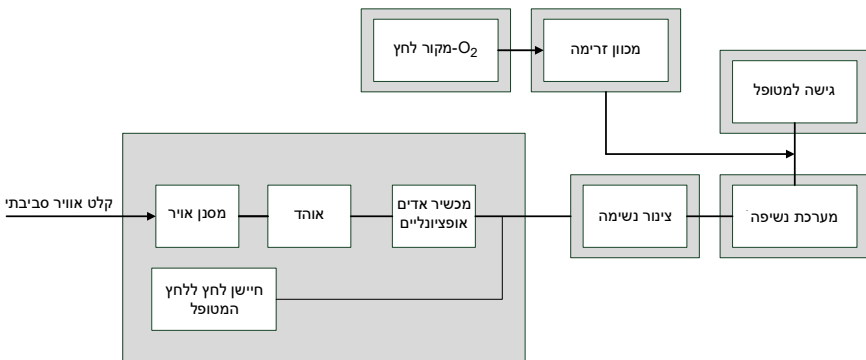 O2-מקור לחץ
מכוון זרימה
גישה למטופל
קלט אוויר סביבתי
מסנן אויר
אוהד
מכשיר אדים
אופציונליים
צינור נשימה
מערכת נשיפה
חיישן לחץ ללחץ
המטופל